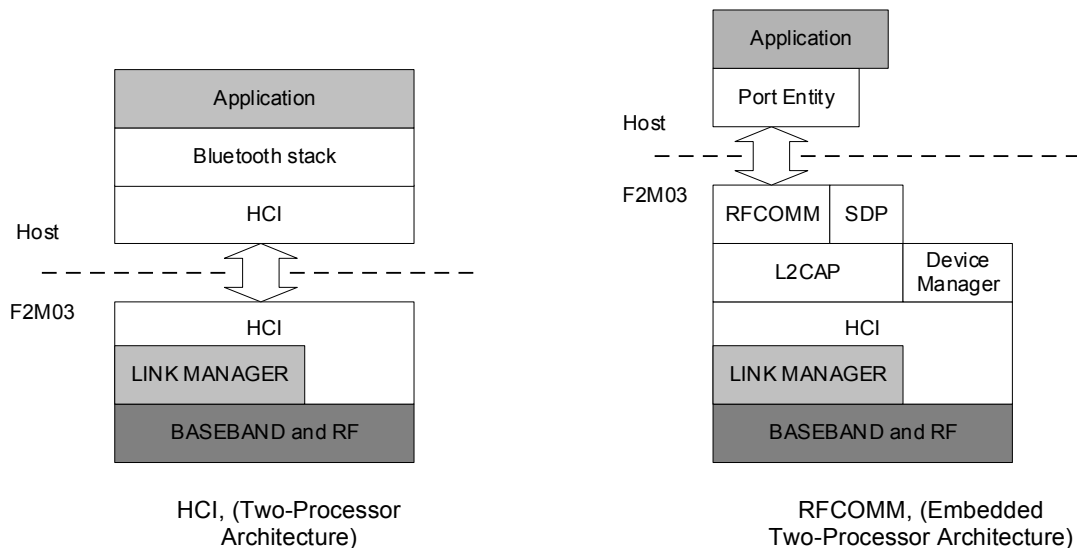 Application
Bluetooth stack
HCI
Host
F2M03
HCI
LINK MANAGER
BASEBAND and RF
HCI, (Two-Processor
Architecture)
Application
Port Entity
Host
F2M03
RFCOMM
SDP
L2CAP
Device
Manager
HCI
LINK MANAGER
BASEBAND and RF
RFCOMM, (Embedded
Two-Processor Architecture)